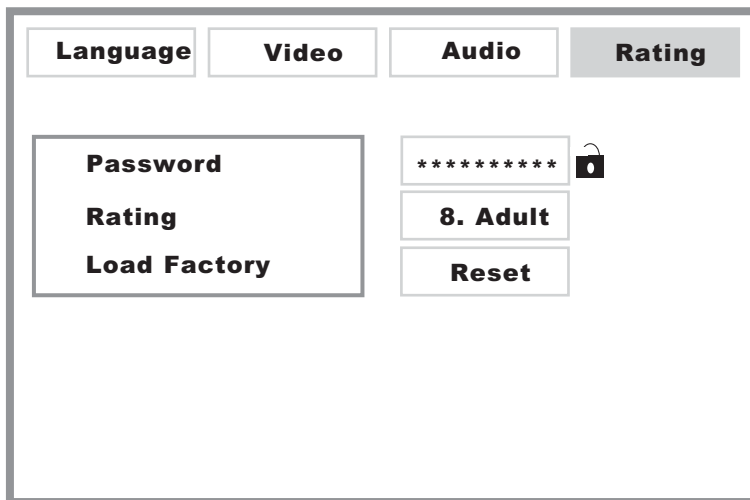 Language Video Audio Rating
Password **********
Rating 8. Adult
Load Factory Reset